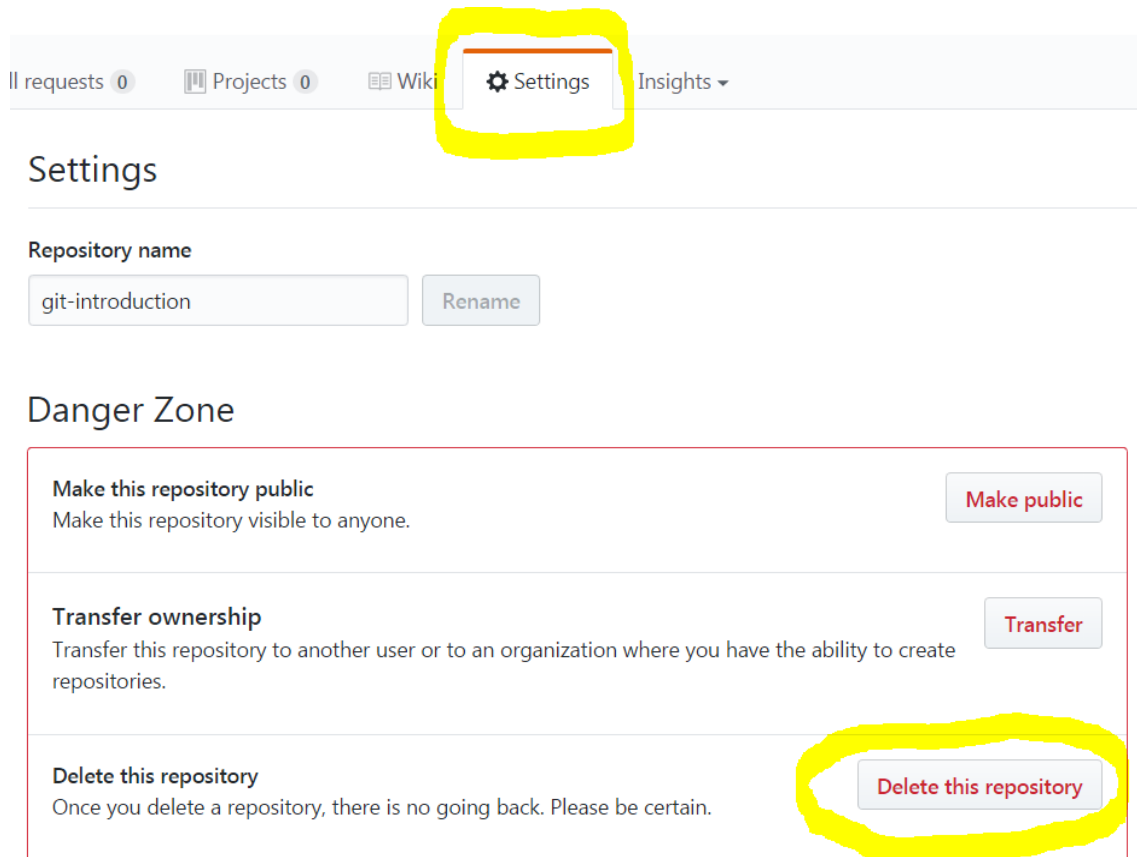 ll requests 0 Projects 0 Wiki Settings Insights
Settings
Repository name
git-introduction Rename
Danger Zone
Make this repository public
Make this repository visible to anyone.
Make public
Transfer ownership
Transfer this repository to another user or to an organization where you have the ability to create
repositories.
Transfer
Delete this repository
Once you delete a repository, there is no going back. Please be certain.
Delete this repository